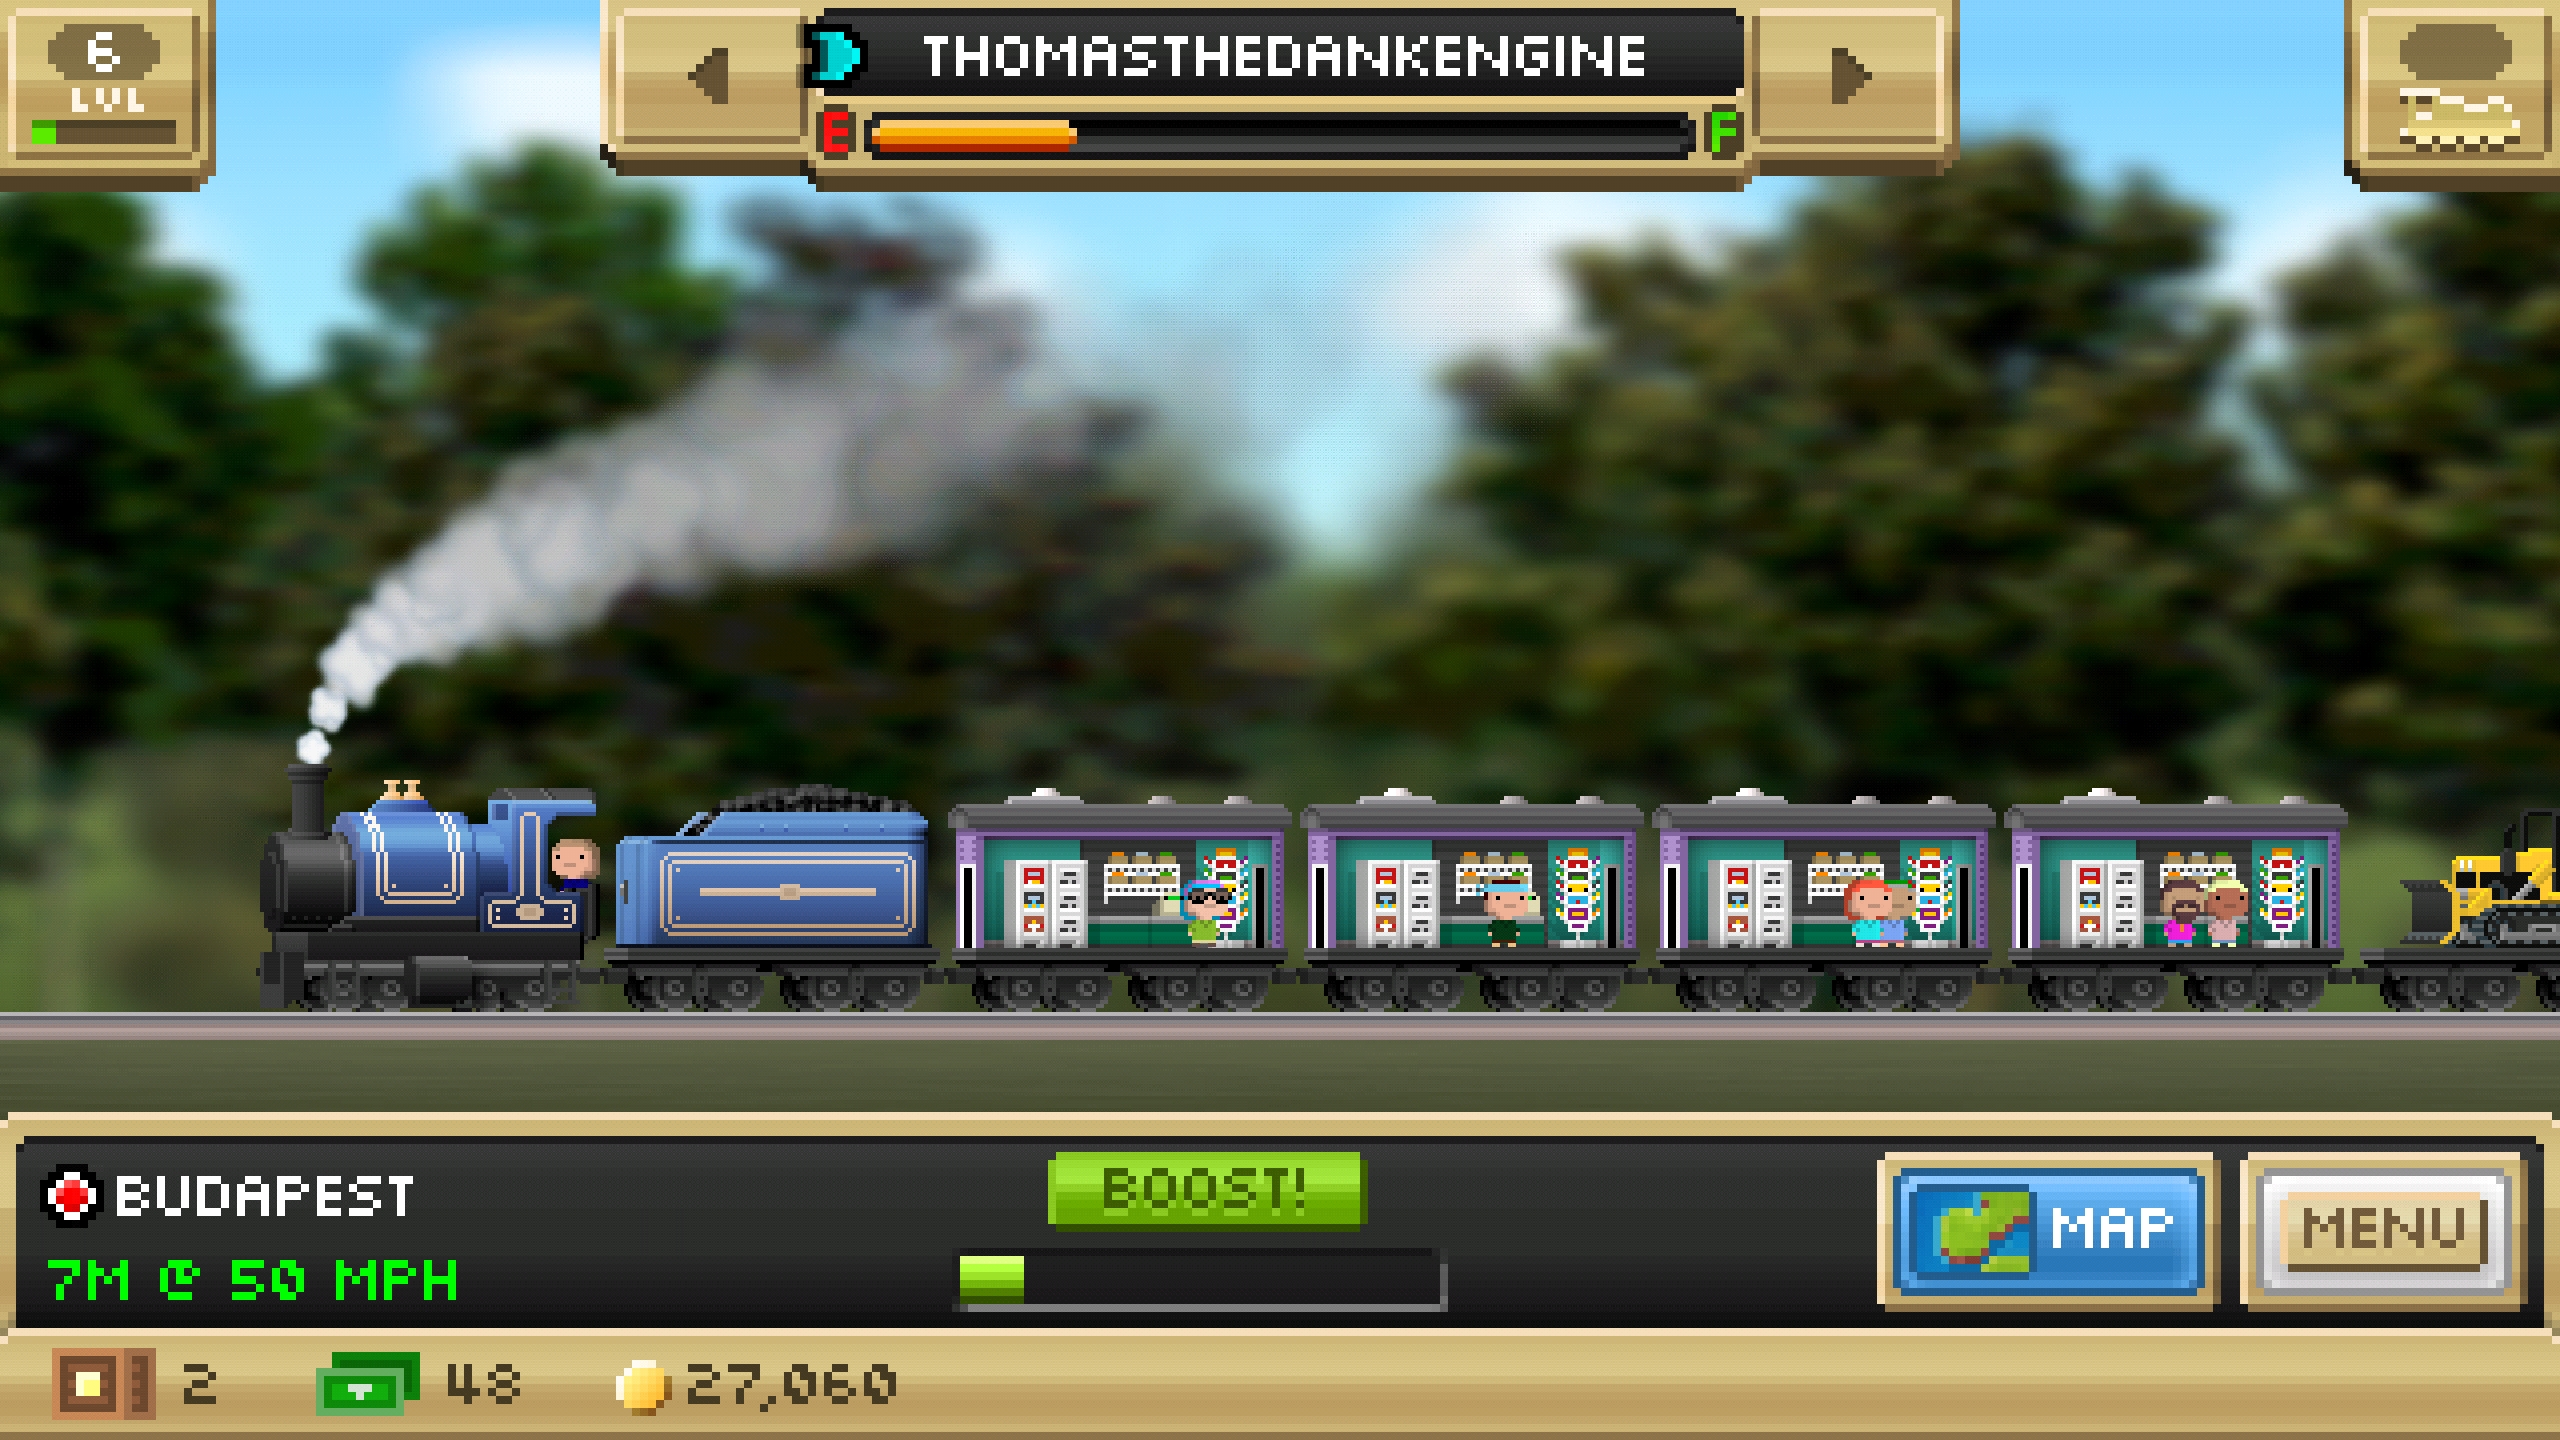 6
LVL
THOMASTHEDANKENGINE
E F
BUDAPEST
7M @ 50 MPH
BOOST!
MAP
MENU
2 48 27,060